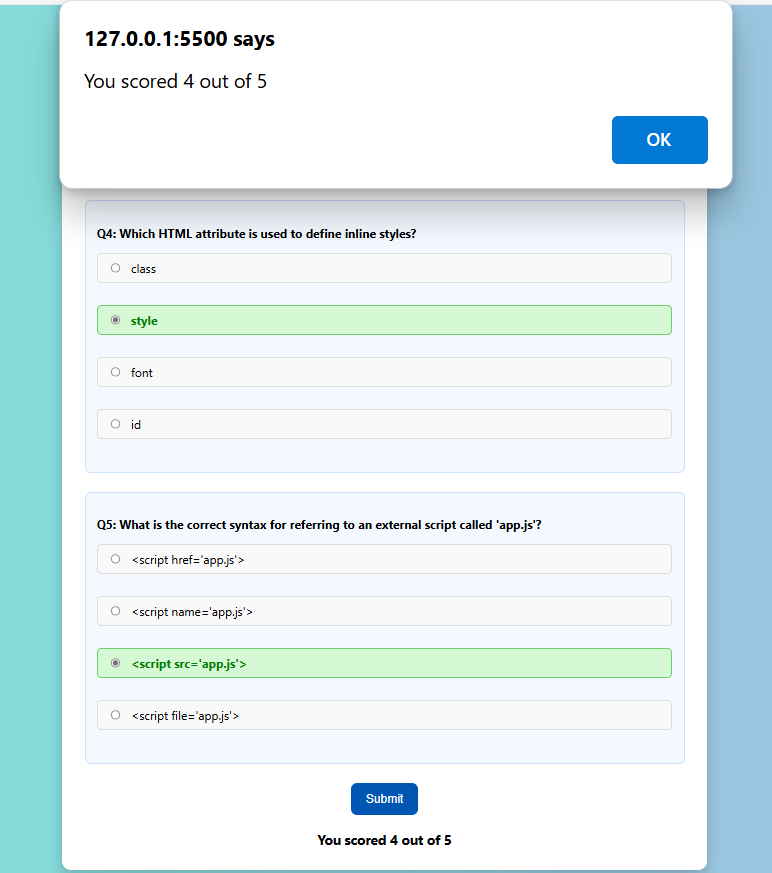 127.0.0.1:5500 says
You scored 4 out of 5
OK
Q4: Which HTML attribute is used to define inline styles?
class
style
font
id
Q5: What is the correct syntax for referring to an external script called 'app.js'?
<script href='app.js'>
<script name='app.js'>
<script src='app.js'>
<script file='app.js'>
Submit
You scored 4 out of 5